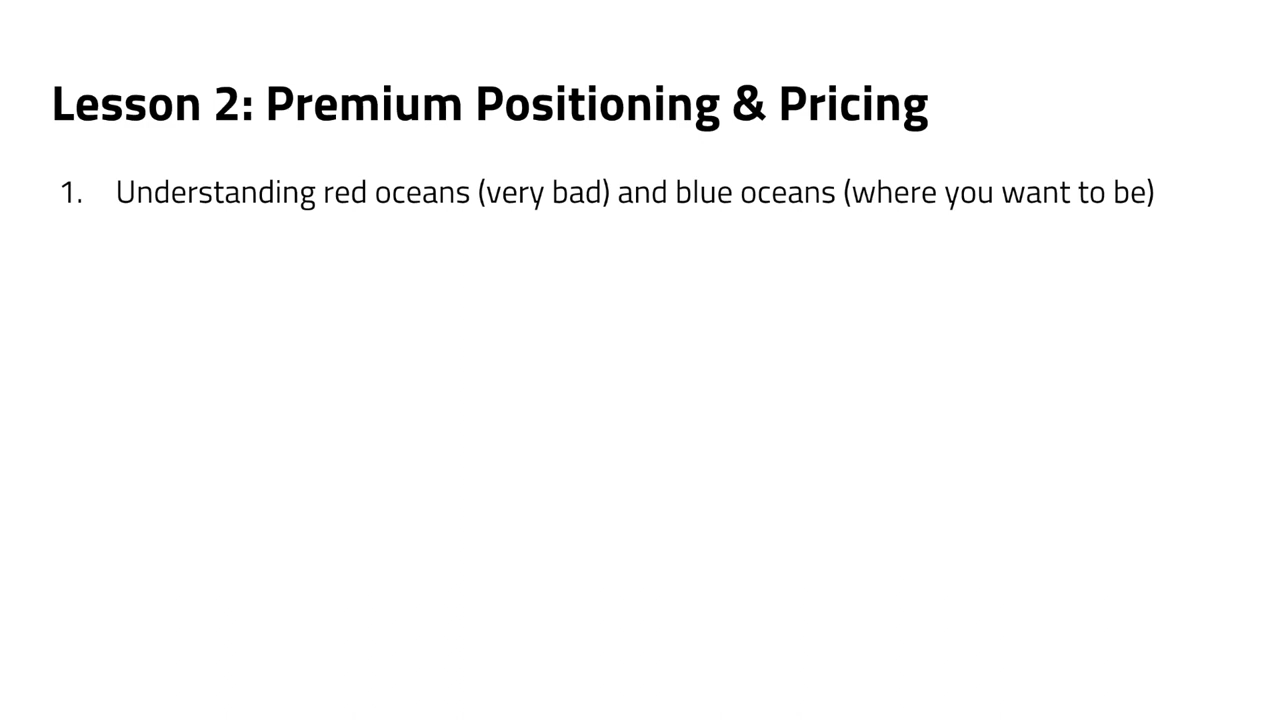 Lesson 2: Premium Positioning & Pricing
1. Understanding red oceans (very bad) and blue oceans (where you want to be)